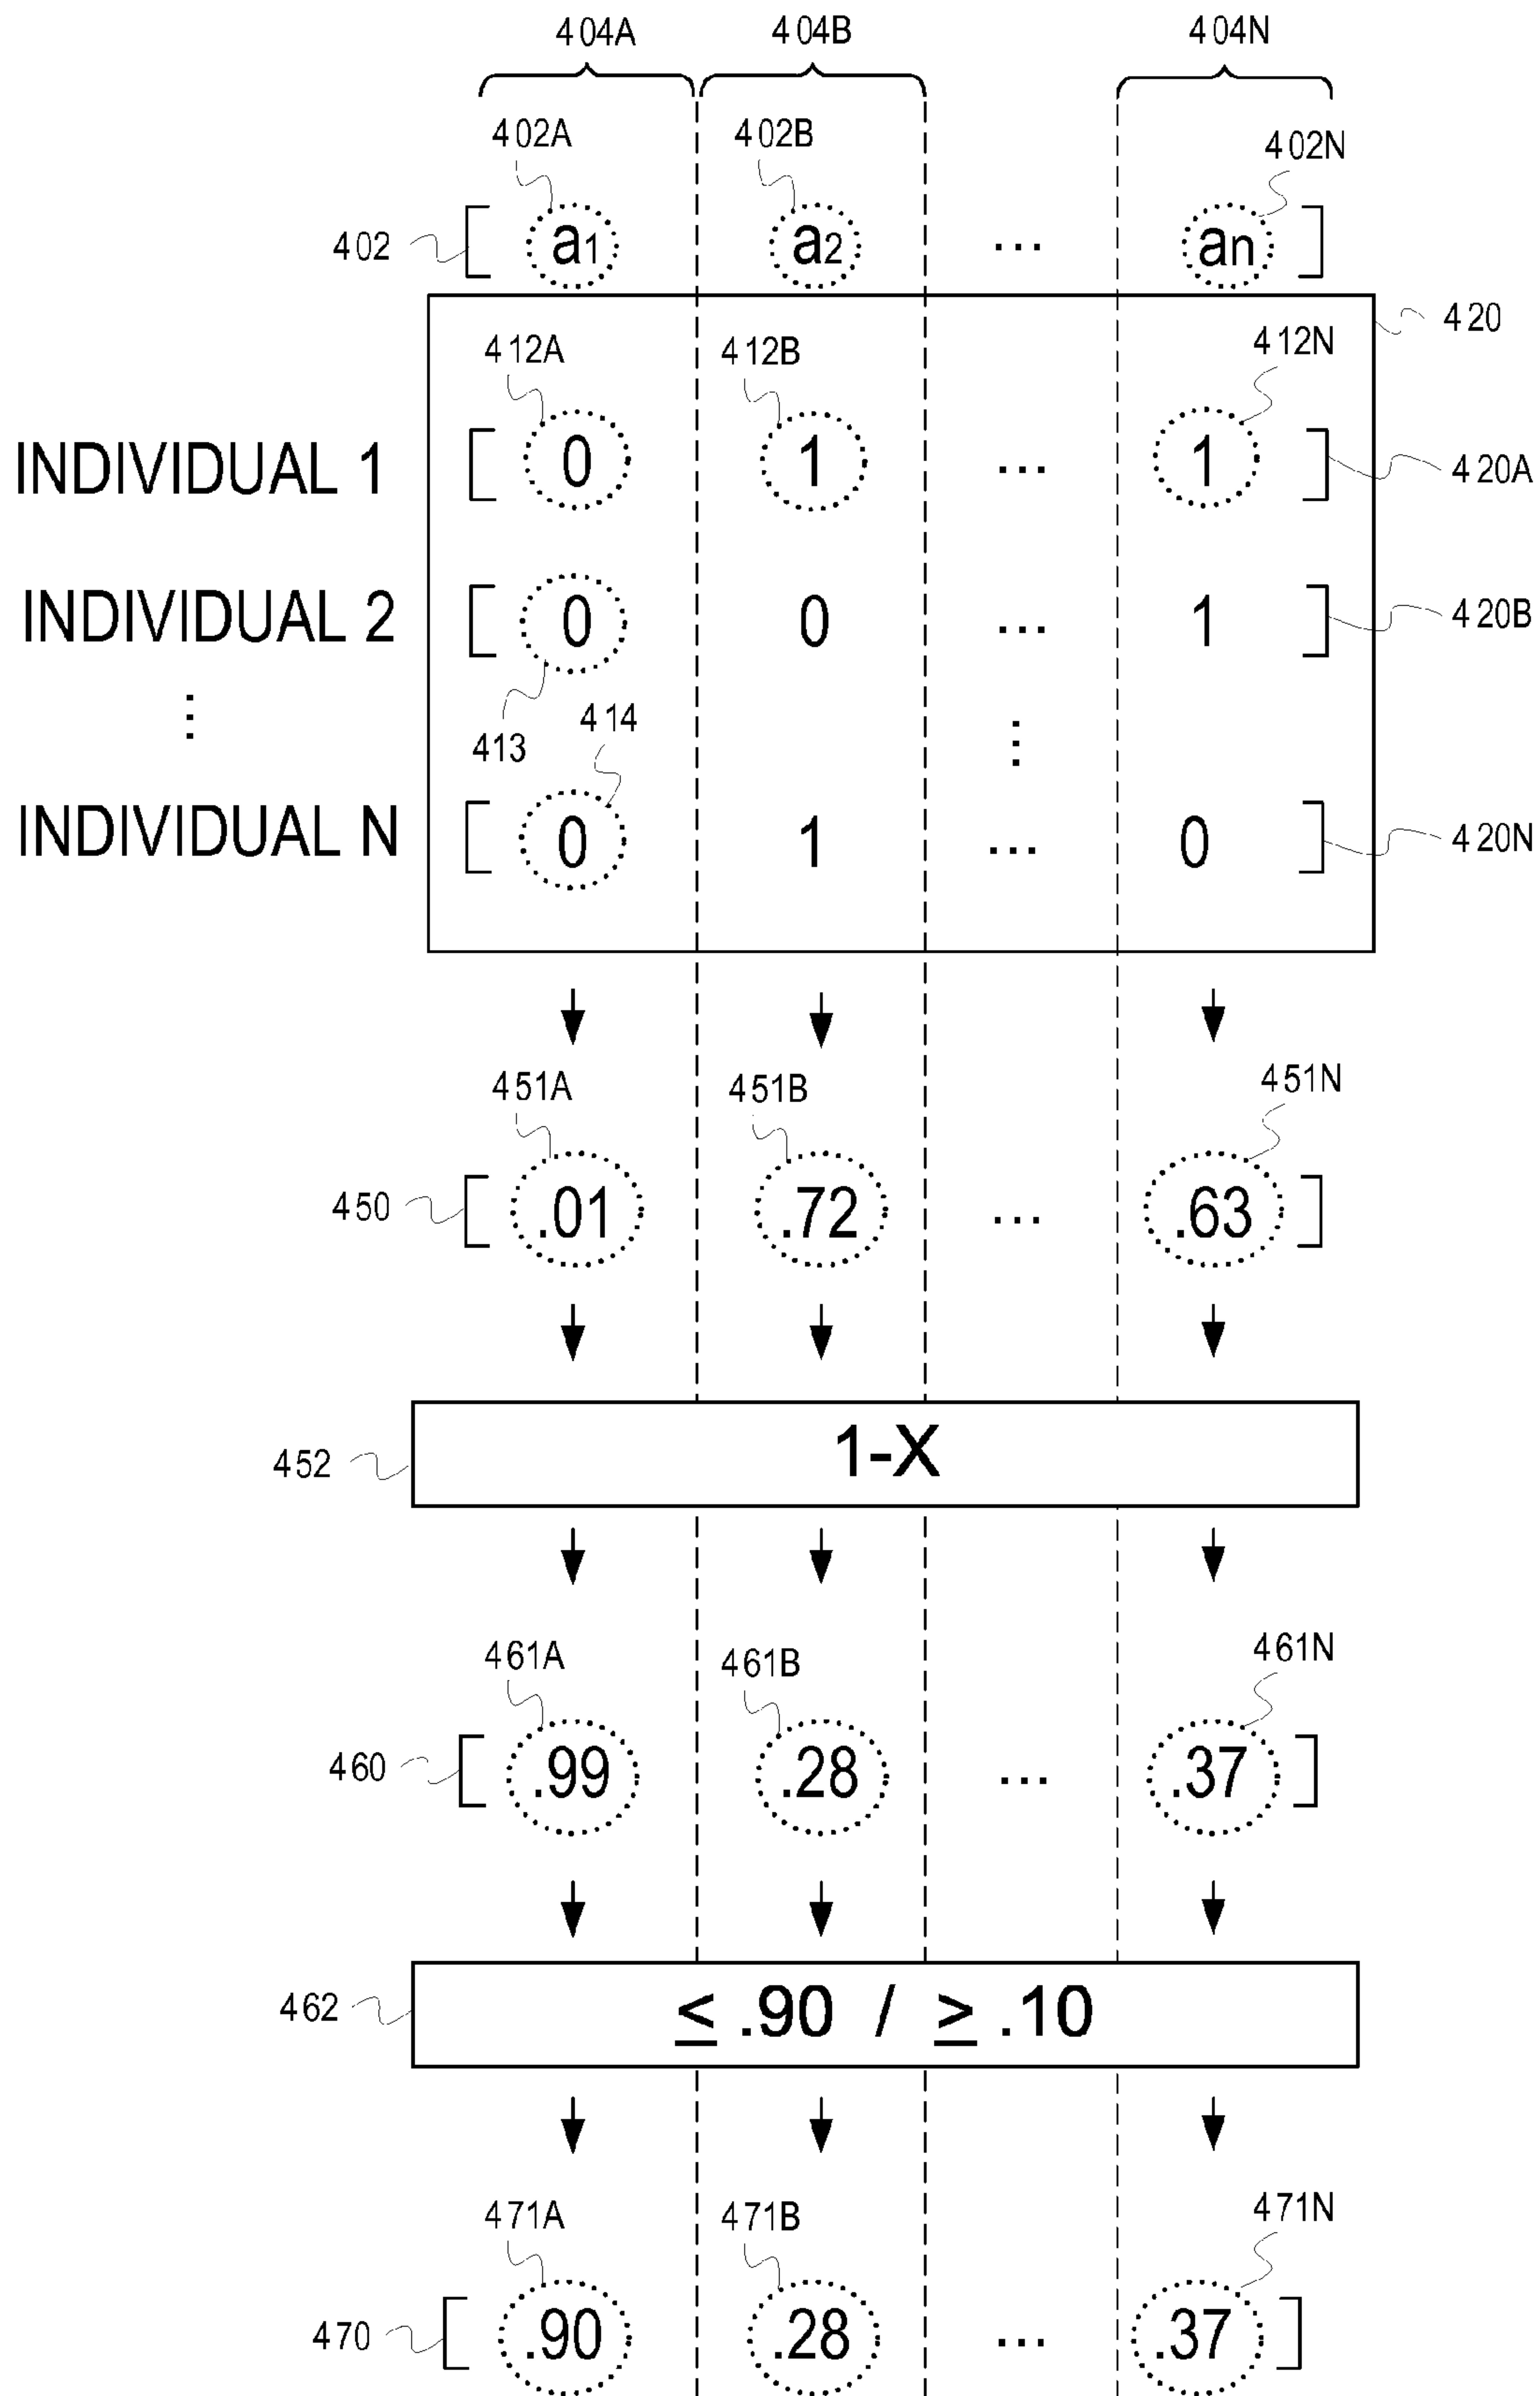 404A 404B 404N
402A 402B 402N
402 [ a1 a2 ... an ]
420
412A 412B 412N
INDIVIDUAL 1 [ 0 1 ... 1 ] 420A
INDIVIDUAL 2 [ 0 0 ... 1 ] 420B
413 414
INDIVIDUAL N [ 0 1 ... 0 ] 420N
451A 451B 451N
450 [ .01 .72 ... .63 ]
452 1-X
461A 461B 461N
460 [ .99 .28 ... .37 ]
462 ≤ .90 / ≥ .10
471A 471B 471N
470 [ .90 .28 ... .37 ]